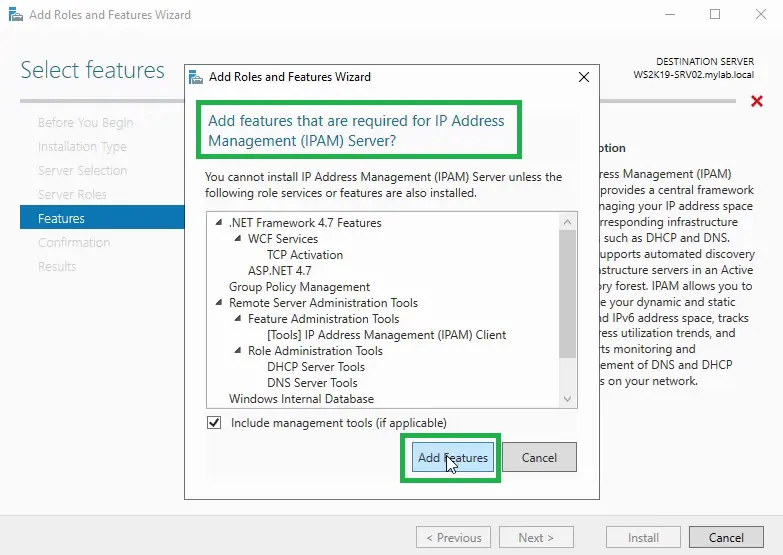 Add Roles and Features Wizard
Select features
DESTINATION SERVER
WS2K19-SRV02.mylab.local
Before You Begin
Installation Type
Server Selection
Server Roles
Features
Confirmation
Results
Add Roles and Features Wizard
Add features that are required for IP Address
Management (IPAM) Server?
You cannot install IP Address Management (IPAM) Server unless the
following role services or features are also installed.
.NET Framework 4.7 Features
WCF Services
TCP Activation
ASP.NET 4.7
Group Policy Management
Remote Server Administration Tools
Feature Administration Tools
[Tools] IP Address Management (IPAM) Client
Role Administration Tools
DHCP Server Tools
DNS Server Tools
Windows Internal Database
Include management tools (if applicable)
Add Features
Cancel
ption
ress Management (IPAM)
provides a central framework
naging your IP address space
rresponding infrastructure
such as DHCP and DNS.
upports automated discovery
astructure servers in an Active
ory forest. IPAM allows you to
e your dynamic and static
nd IPv6 address space, tracks
ress utilization trends, and
rts monitoring and
ement of DNS and DHCP
s on your network.
< Previous
Next >
Install
Cancel